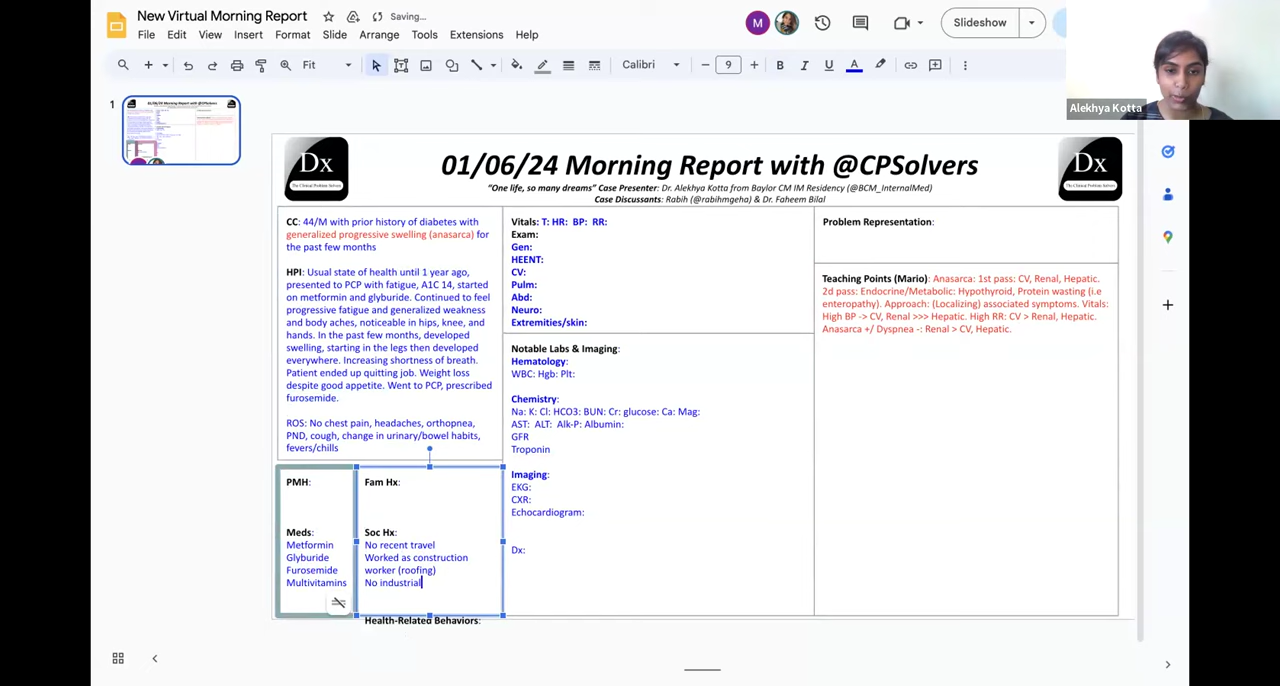 New Virtual Morning Report
Saving...
File Edit View Insert Format Slide Arrange Tools Extensions Help
M
Slideshow
Fit
Calibri
9
B I U A
Alekhya Kotta
1
Dx
The Clinical Problem Solvers
01/06/24 Morning Report with @CPSolvers
"One life, so many dreams" Case Presenter: Dr. Alekhya Kotta from Baylor CM IM Residency (@BCM_InternalMed)
Case Discussants: Rabih (@rabihmgeha) & Dr. Faheem Bilal
Dx
The Clinical Problem Solvers
CC: 44/M with prior history of diabetes with
generalized progressive swelling (anasarca) for
the past few months
HPI: Usual state of health until 1 year ago,
presented to PCP with fatigue, A1C 14, started
on metformin and glyburide. Continued to feel
progressive fatigue and generalized weakness
and body aches, noticeable in hips, knee, and
hands. In the past few months, developed
swelling, starting in the legs then developed
everywhere. Increasing shortness of breath.
Patient ended up quitting job. Weight loss
despite good appetite. Went to PCP, prescribed
furosemide.
ROS: No chest pain, headaches, orthopnea,
PND, cough, change in urinary/bowel habits,
fevers/chills
PMH:
Meds:
Metformin
Glyburide
Furosemide
Multivitamins
Fam Hx:
Soc Hx:
No recent travel
Worked as construction
worker (roofing)
No industrial
Health-Related Behaviors:
Vitals: T: HR: BP: RR:
Exam:
Gen:
HEENT:
CV:
Pulm:
Abd:
Neuro:
Extremities/skin:
Notable Labs & Imaging:
Hematology:
WBC: Hgb: Plt:
Chemistry:
Na: K: Cl: HCO3: BUN: Cr: glucose: Ca: Mag:
AST: ALT: Alk-P: Albumin:
GFR
Troponin
Imaging:
EKG:
CXR:
Echocardiogram:
Dx:
Problem Representation:
Teaching Points (Mario): Anasarca: 1st pass: CV, Renal, Hepatic.
2d pass: Endocrine/Metabolic: Hypothyroid, Protein wasting (i.e
enteropathy). Approach: (Localizing) associated symptoms. Vitals:
High BP -> CV, Renal >>> Hepatic. High RR: CV > Renal, Hepatic.
Anasarca +/ Dyspnea -: Renal > CV, Hepatic.